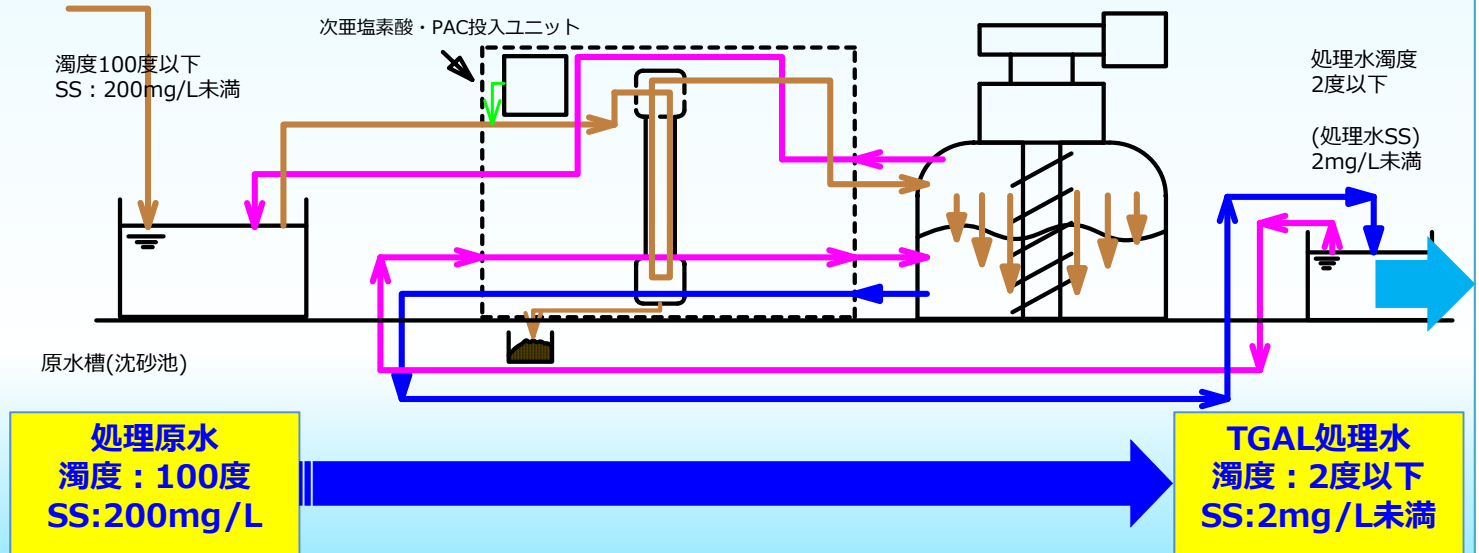 次亜塩素酸・PAC投入ユニット
濁度100度以下
SS：200mg/L未満
処理水濁度
2度以下
(処理水SS)
2mg/L未満
原水槽(沈砂池)
処理原水
濁度：100度
SS:200mg/L
TGAL処理水
濁度：2度以下
SS:2mg/L未満